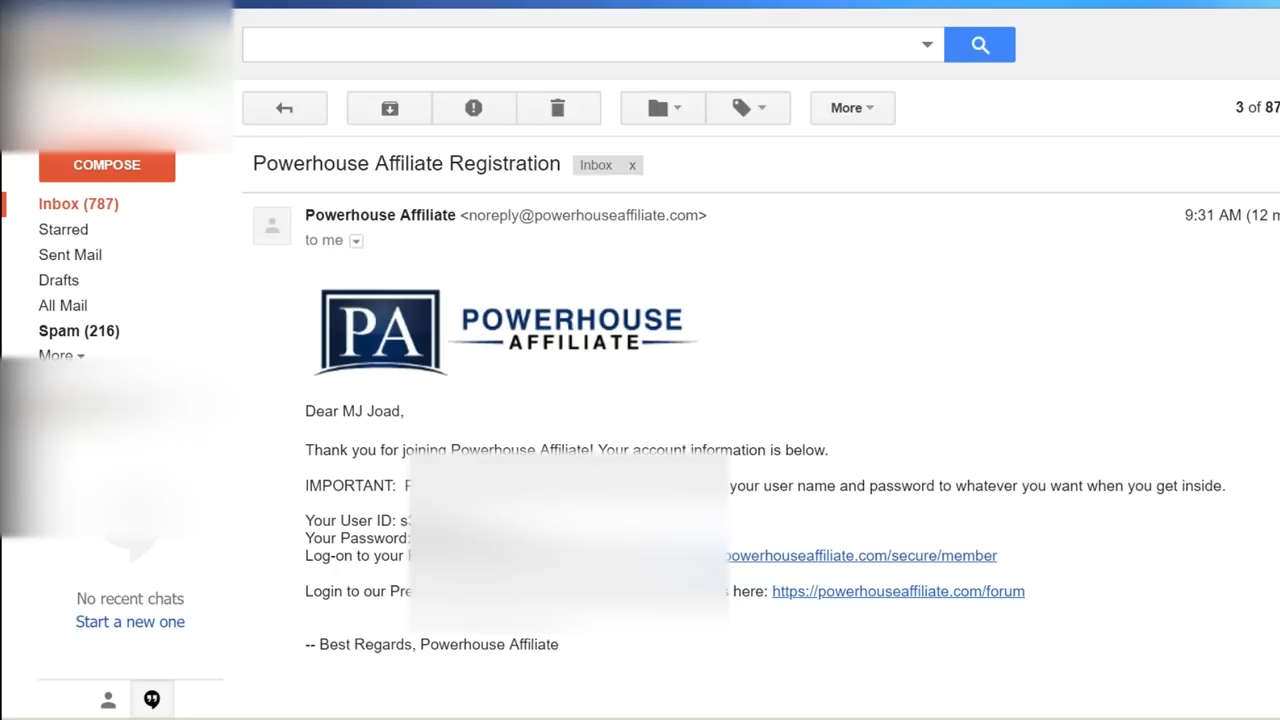 More
3 of 87
COMPOSE
Powerhouse Affiliate Registration
Inbox x
Inbox (787)
Starred
Sent Mail
Drafts
All Mail
Spam (216)
More
Powerhouse Affiliate <noreply@powerhouseaffiliate.com>
9:31 AM (12 m
to me
PA POWERHOUSE
AFFILIATE
Dear MJ Joad,
Thank you for joining Powerhouse Affiliate! Your account information is below.
IMPORTANT: your user name and password to whatever you want when you get inside.
Your User ID:
Your Password:
Log-on to your powerhouseaffiliate.com/secure/member
Login to our here: https://powerhouseaffiliate.com/forum
-- Best Regards, Powerhouse Affiliate
No recent chats
Start a new one